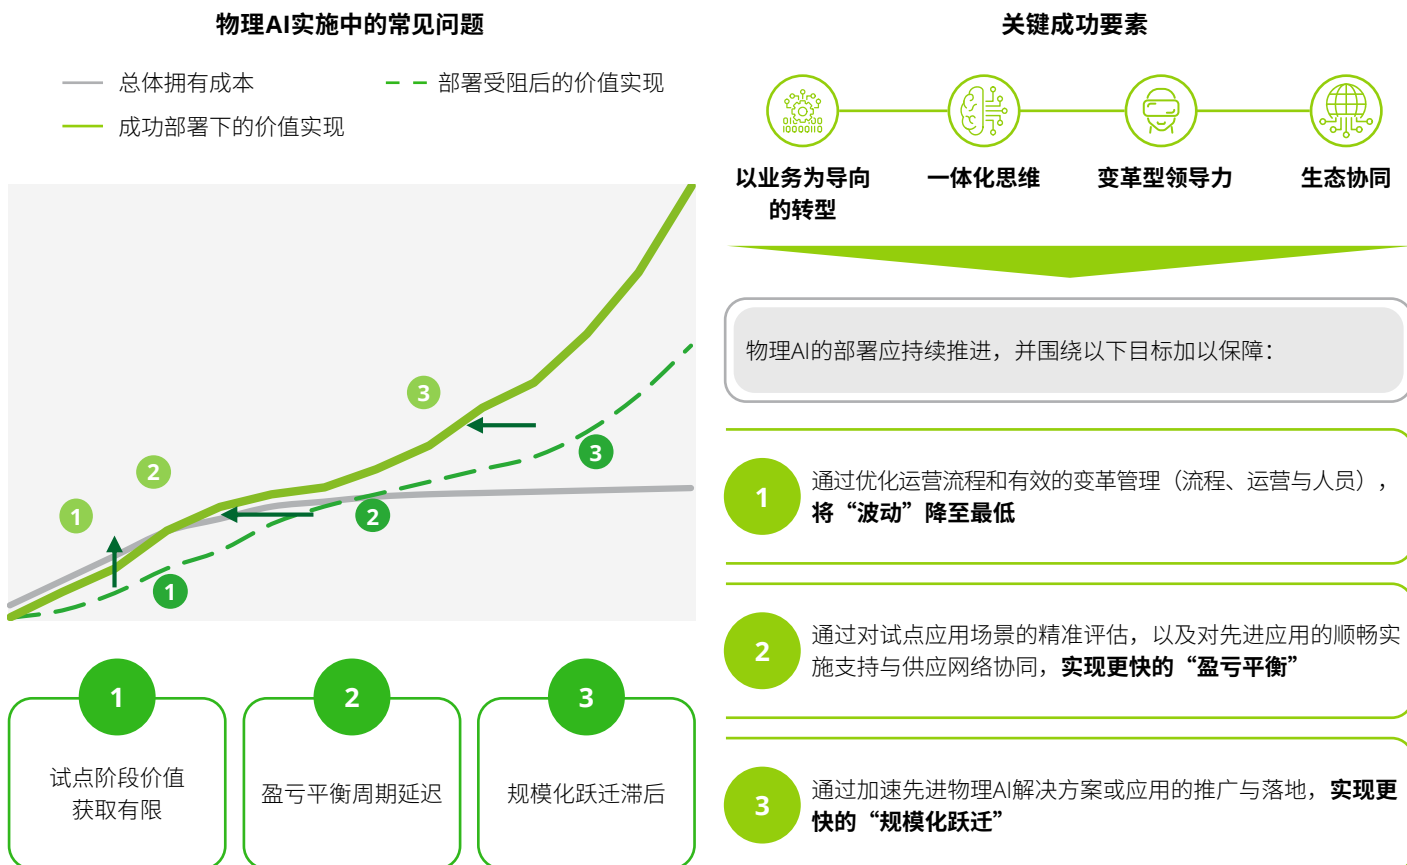 物理AI实施中的常见问题
总体拥有成本
部署受阻后的价值实现
成功部署下的价值实现
3
2
1
3
2
1
1
2
3
试点阶段价值
获取有限
盈亏平衡周期延迟
规模化跃迁滞后
关键成功要素
以业务为导向
的转型
一体化思维
变革型领导力
生态协同
物理AI的部署应持续推进，并围绕以下目标加以保障：
1
通过优化运营流程和有效的变革管理（流程、运营与人员），
将“波动”降至最低
2
通过对试点应用场景的精准评估，以及对先进应用的顺畅实
施支持与供应网络协同，实现更快的“盈亏平衡”
3
通过加速先进物理AI解决方案或应用的推广与落地，实现更
快的“规模化跃迁”